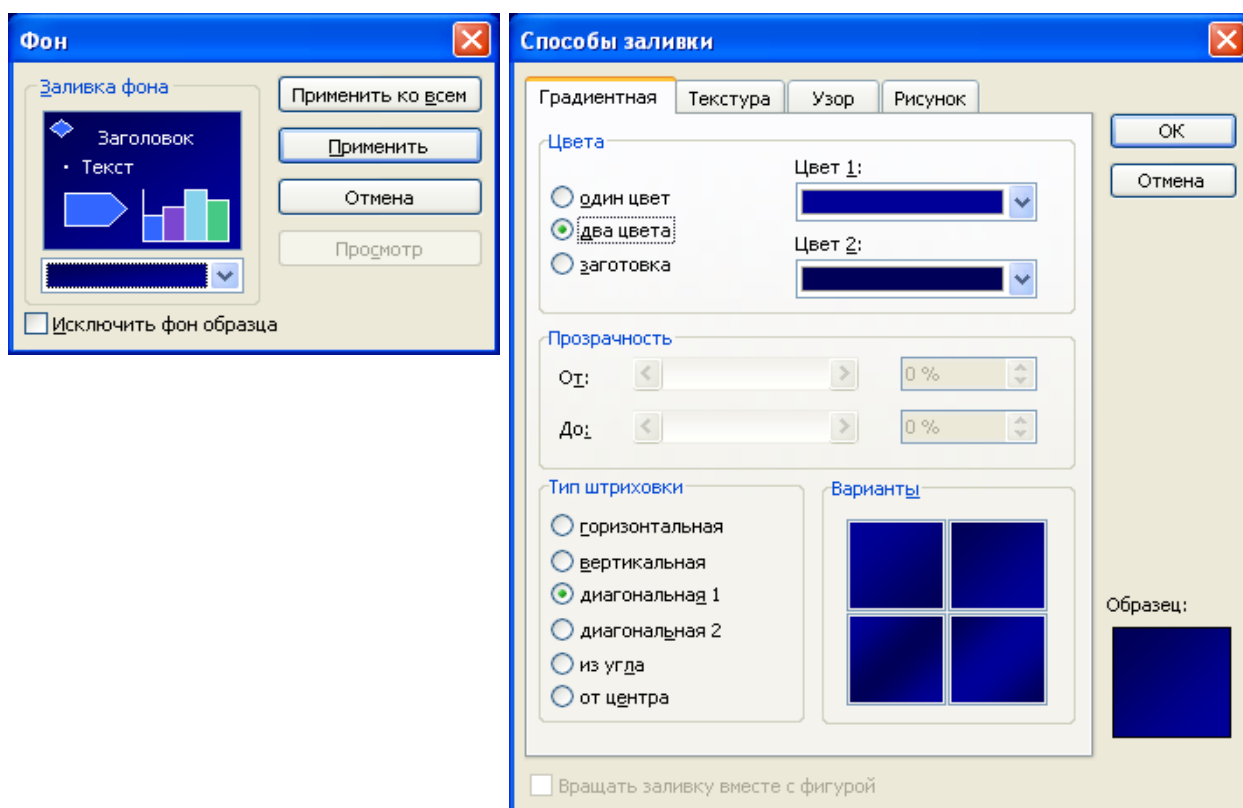 Фон
Заливка фона
Заголовок
• Текст
Применить ко всем
Применить
Отмена
Просмотр
Исключить фон образца
Способы заливки
Градиентная Текстура Узор Рисунок
Цвета
один цвет
два цвета
заготовка
Цвет 1:
Цвет 2:
Прозрачность
От: 0 %
До: 0 %
Тип штриховки
горизонтальная
вертикальная
диагональная 1
диагональная 2
из угла
от центра
Варианты
ОК
Отмена
Образец:
Вращать заливку вместе с фигурой